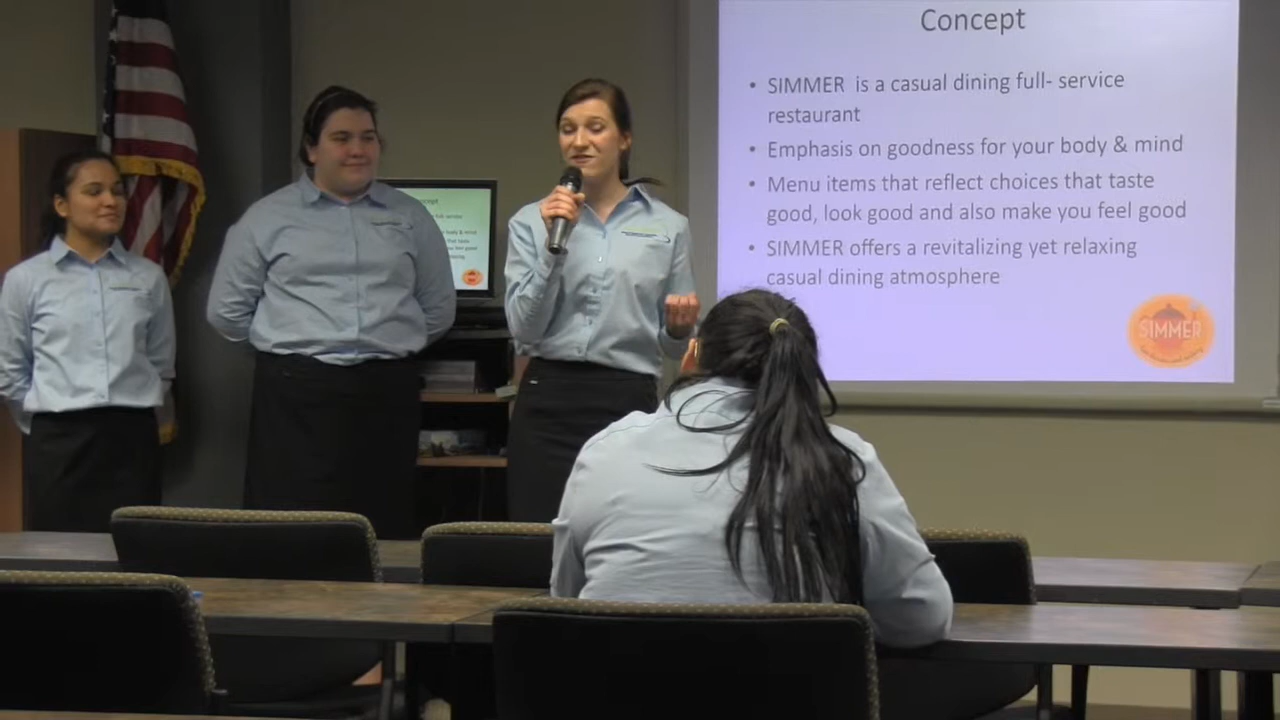 Concept
• SIMMER is a casual dining full- service
restaurant
• Emphasis on goodness for your body & mind
• Menu items that reflect choices that taste
good, look good and also make you feel good
• SIMMER offers a revitalizing yet relaxing
casual dining atmosphere
SIMMER